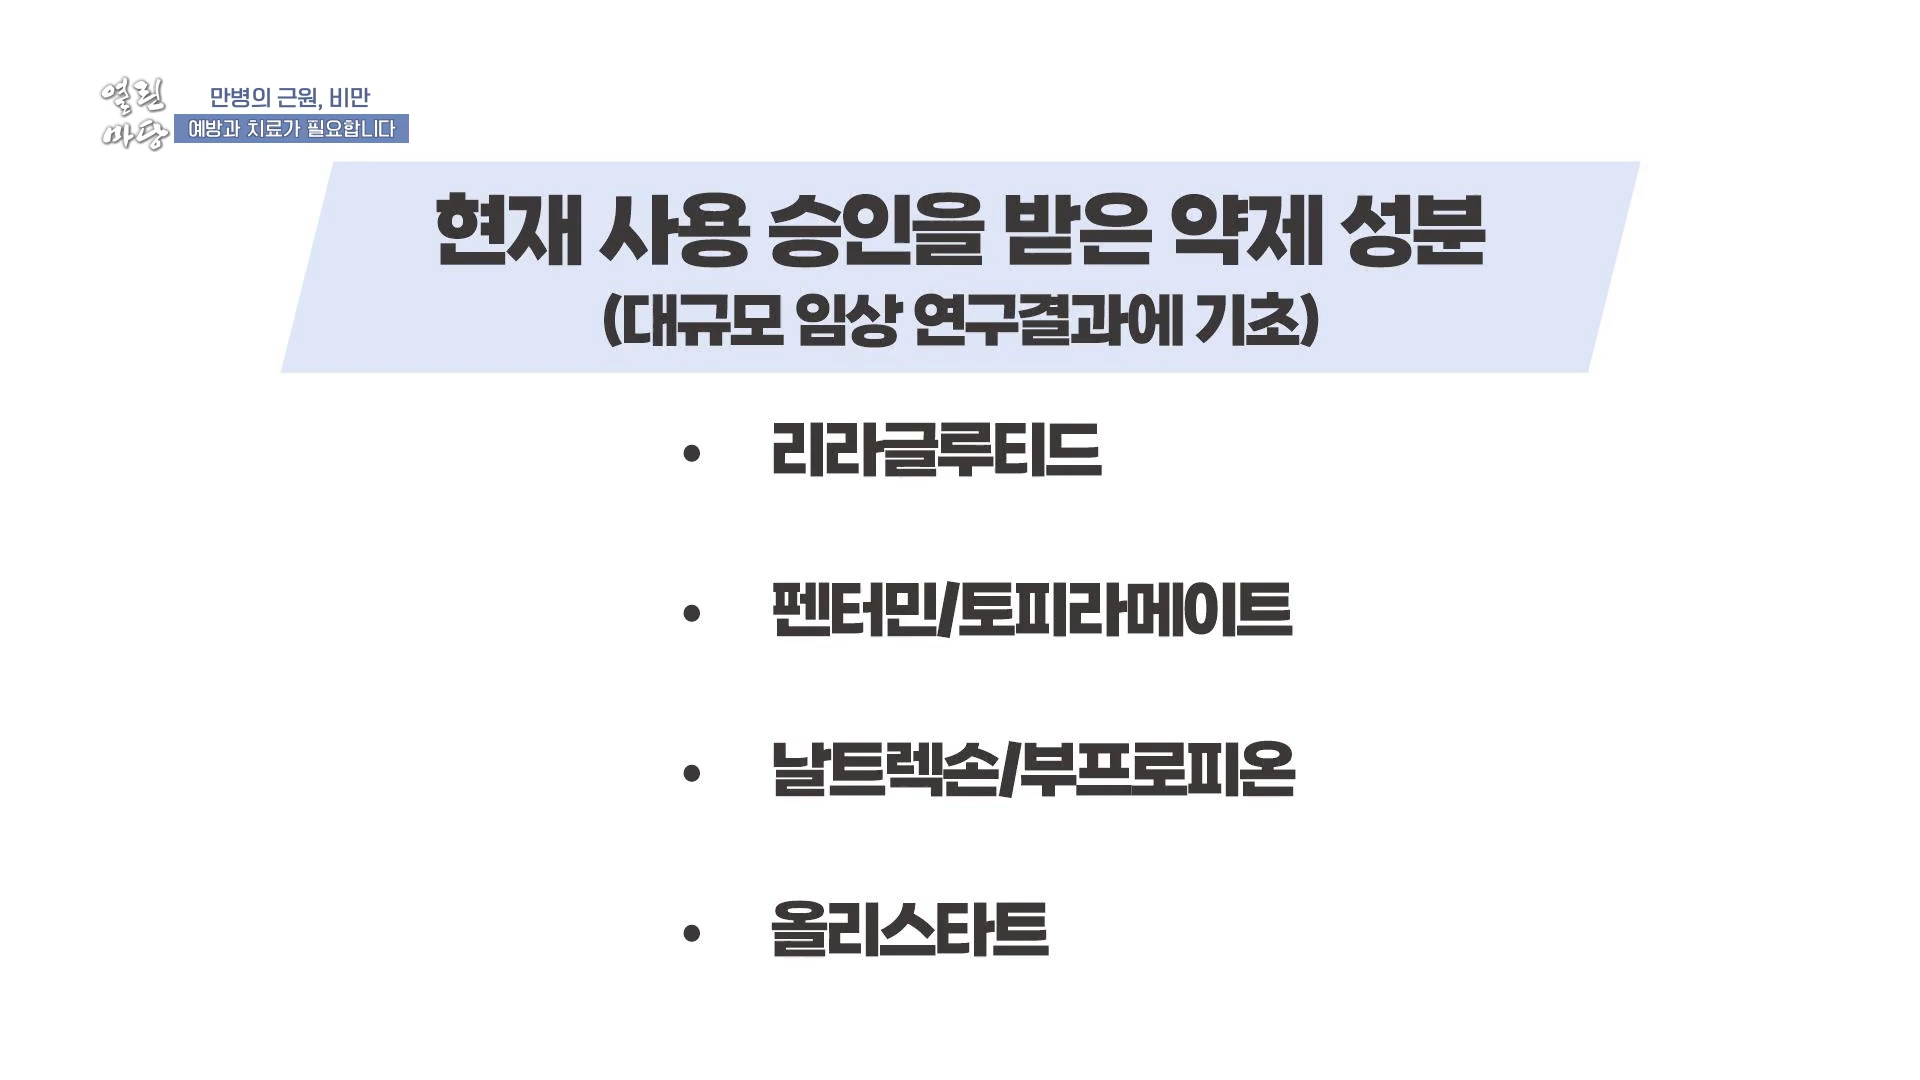 열린
마당
만병의 근원, 비만
예방과 치료가 필요합니다
현재 사용 승인을 받은 약제 성분
(대규모 임상 연구결과에 기초)
• 리라글루티드
• 펜터민/토피라메이트
• 날트렉손/부프로피온
• 올리스타트